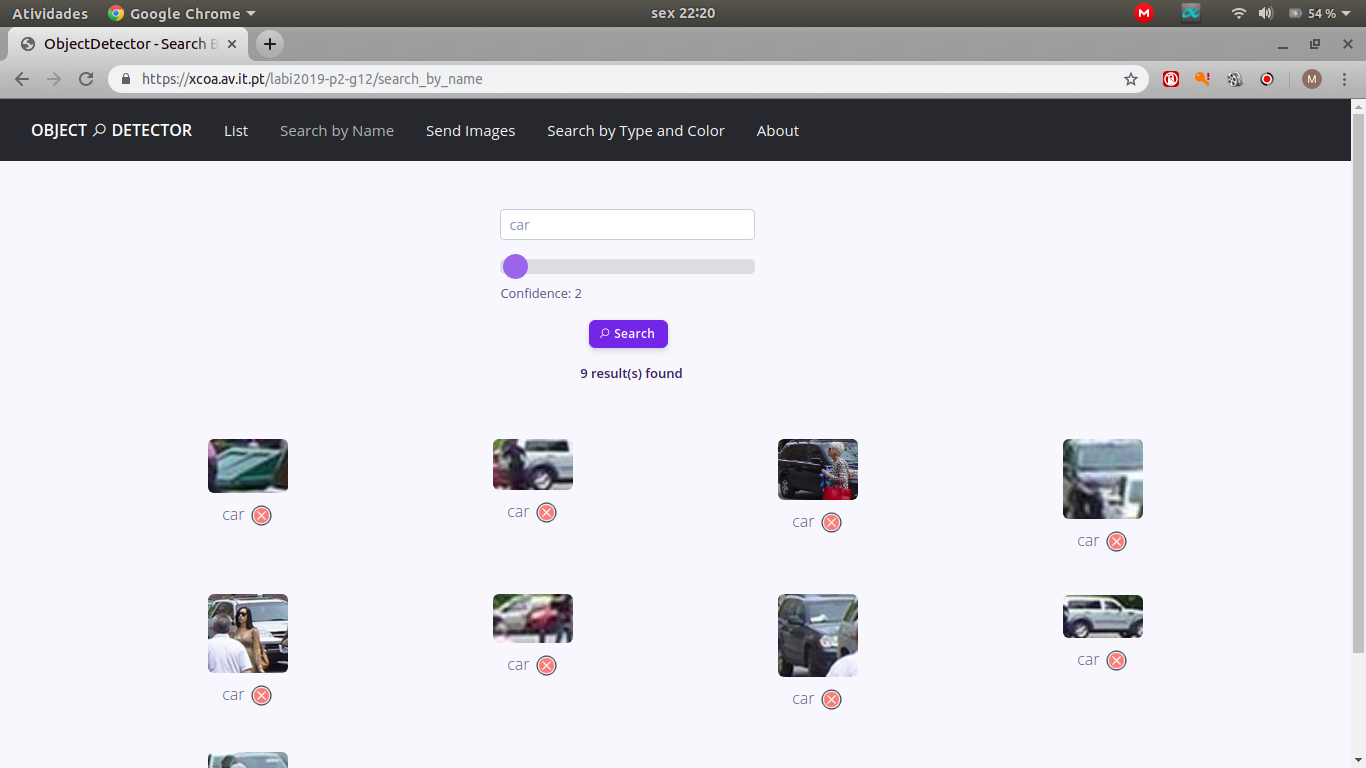 Atividades Google Chrome sex 22:20 54 %
ObjectDetector - Search B
https://xcoa.av.it.pt/labi2019-p2-g12/search_by_name M
OBJECT DETECTOR List Search by Name Send Images Search by Type and Color About
car
Confidence: 2
Search
9 result(s) found
car car car car
car car car car